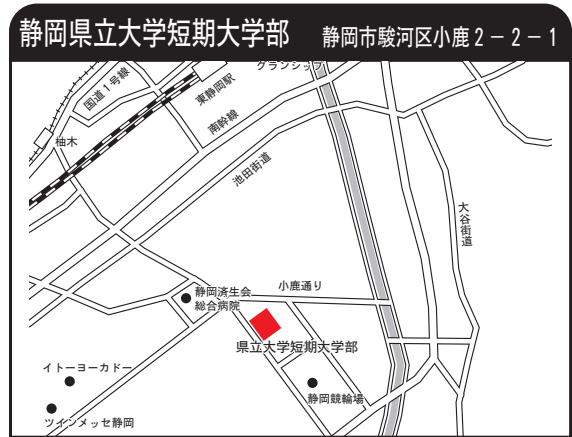 静岡県立大学短期大学部 静岡市駿河区小鹿2-2-1
グランシップ
国道1号線
東静岡駅
柚木
南幹線
池田街道
大谷街道
静岡済生会
総合病院
小鹿通り
県立大学短期大学部
イトーヨーカドー
静岡競輪場
ツインメッセ静岡